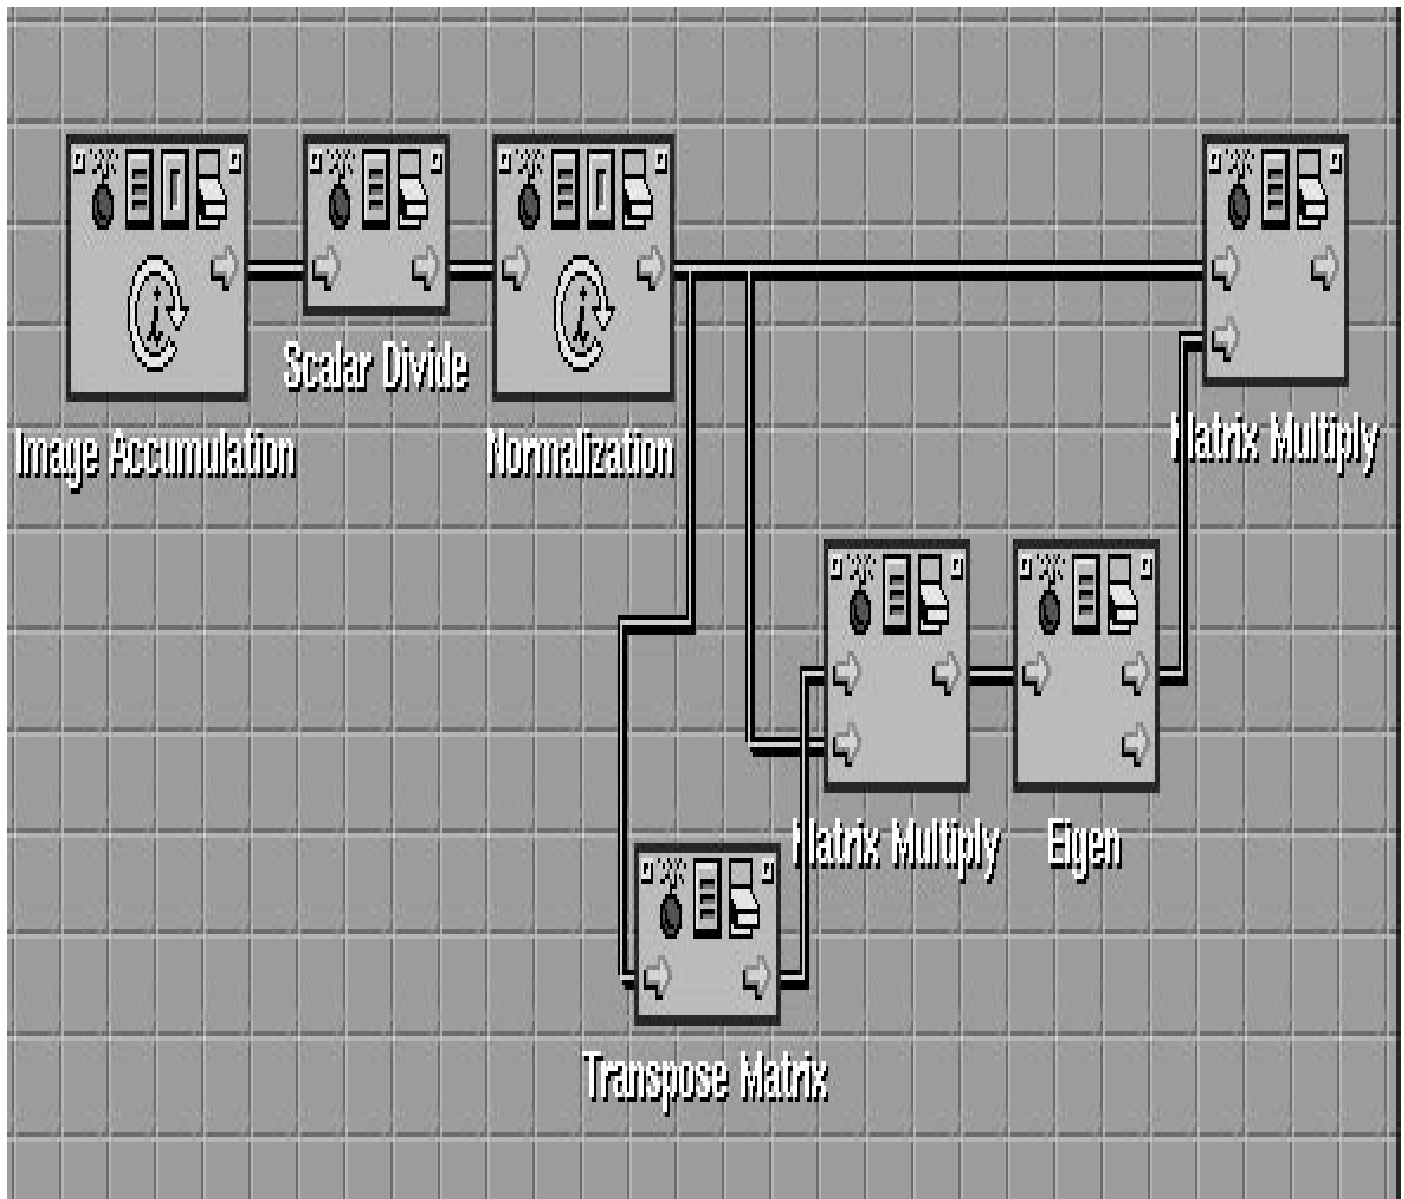 Scalar Divide
Image Accumulation
Normalization
Matrix Multiply
Matrix Multiply
Eigen
Transpose Matrix